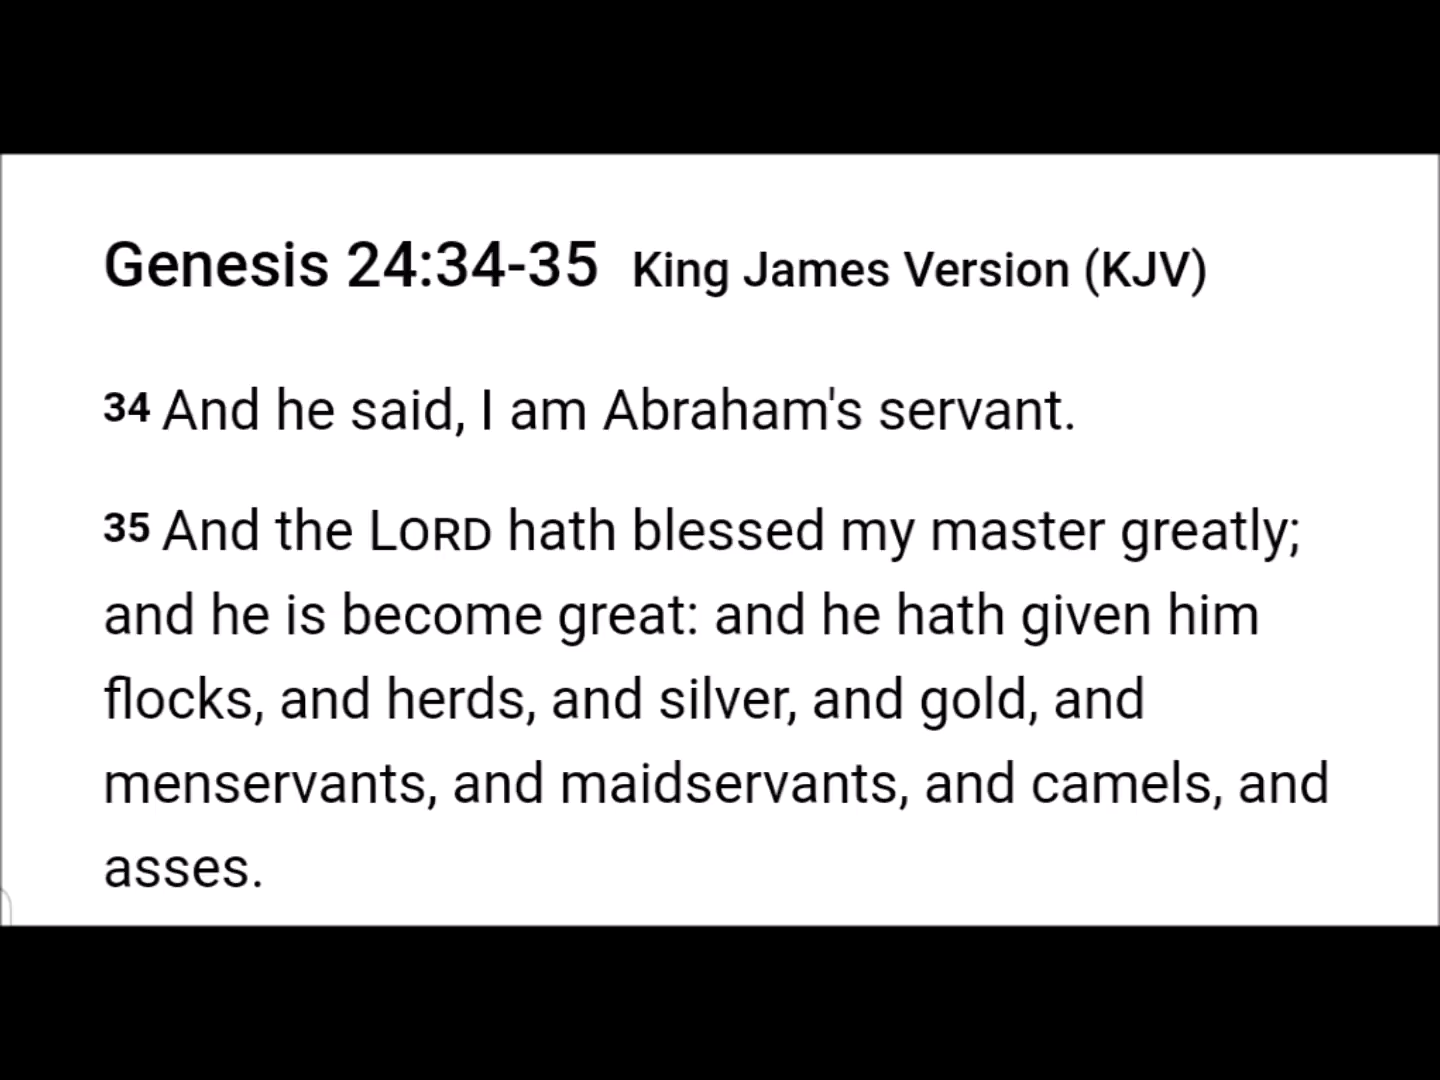 Genesis 24:34-35 King James Version (KJV)
34 And he said, I am Abraham's servant.
35 And the LORD hath blessed my master greatly;
and he is become great: and he hath given him
flocks, and herds, and silver, and gold, and
menservants, and maidservants, and camels, and
asses.